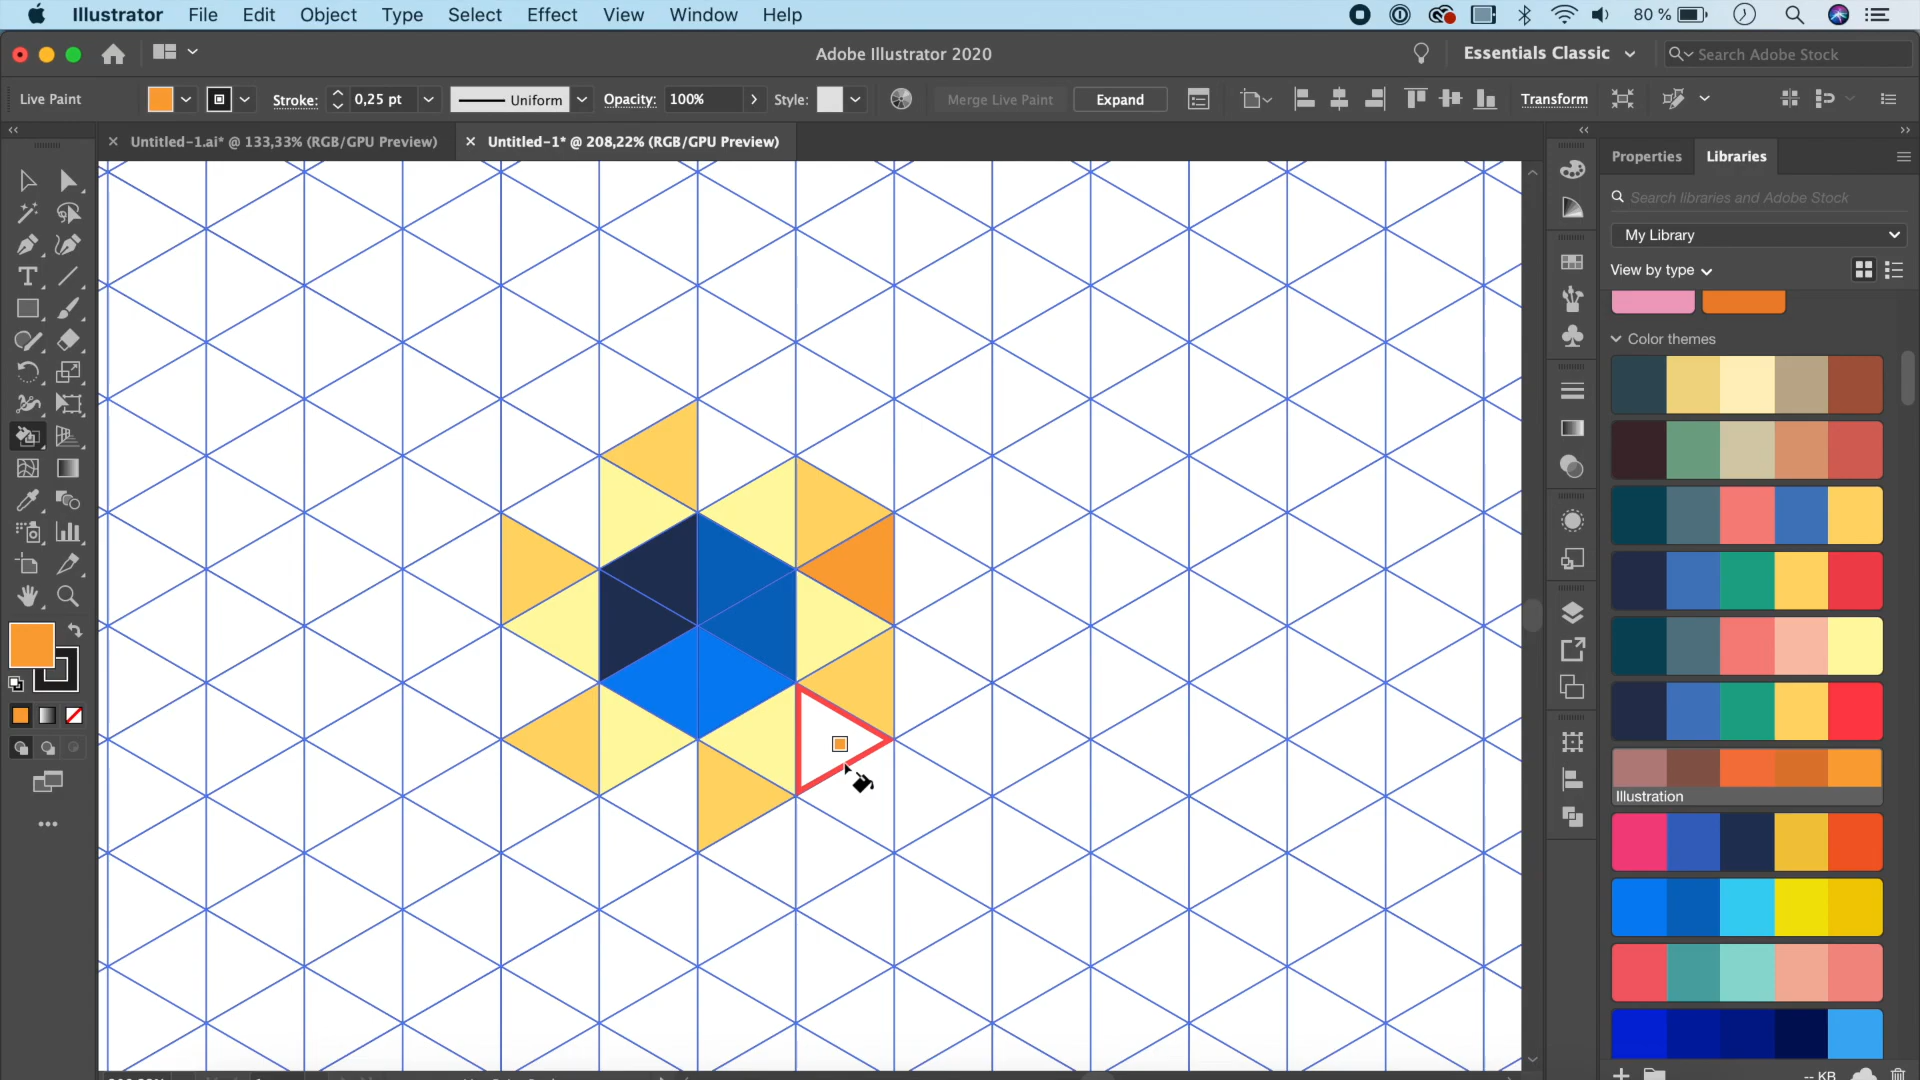 Illustrator File Edit Object Type Select Effect View Window Help 80 %
Adobe Illustrator 2020 Essentials Classic Search Adobe Stock
Live Paint Stroke: 0,25 pt Uniform Opacity: 100% Style: Merge Live Paint Expand Transform
Untitled-1.ai* @ 133,33% (RGB/GPU Preview) Untitled-1* @ 208,22% (RGB/GPU Preview)
Properties Libraries
Search libraries and Adobe Stock
My Library
View by type
Color themes
Illustration
-- KB